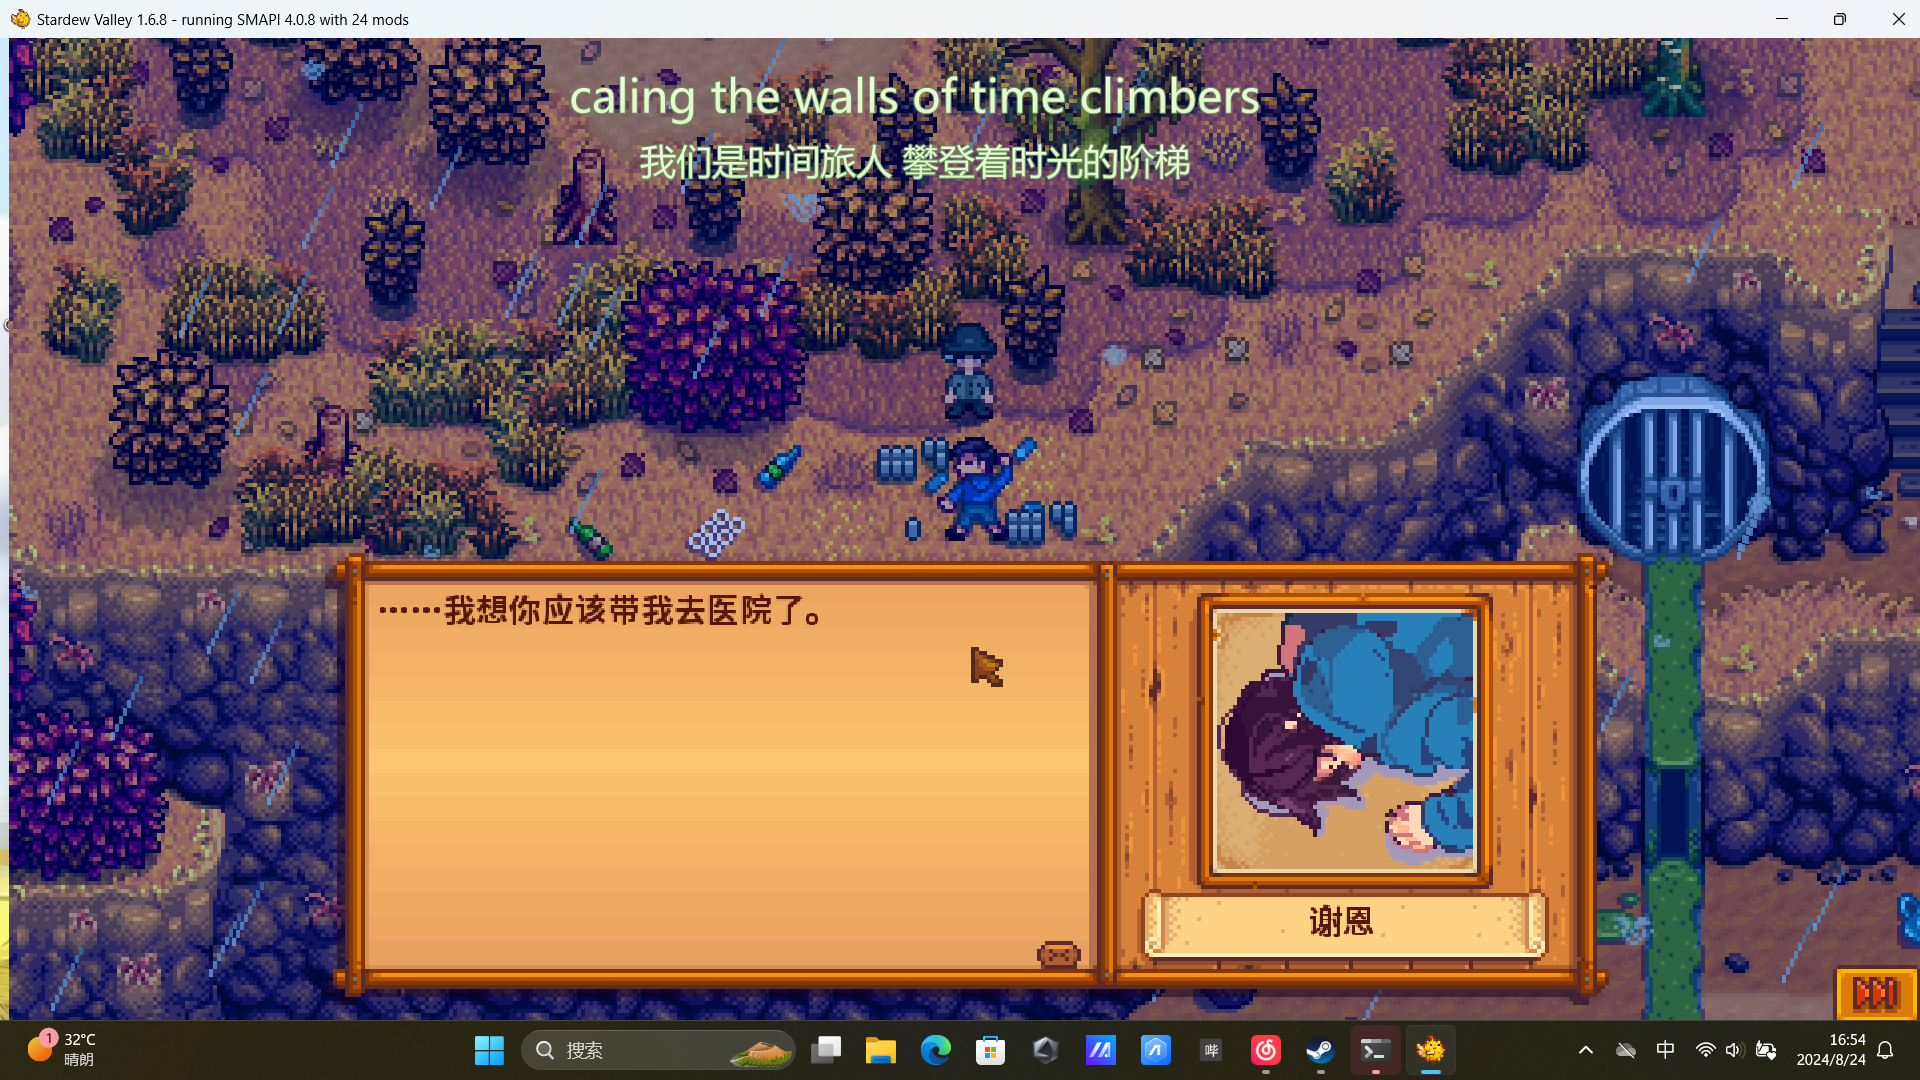 Stardew Valley 1.6.8 - running SMAPI 4.0.8 with 24 mods
caling the walls of time climbers
我们是时间旅人 攀登着时光的阶梯
……我想你应该带我去医院了。
谢恩
1
32°C
晴朗
搜索
哔
中
16:54
2024/8/24